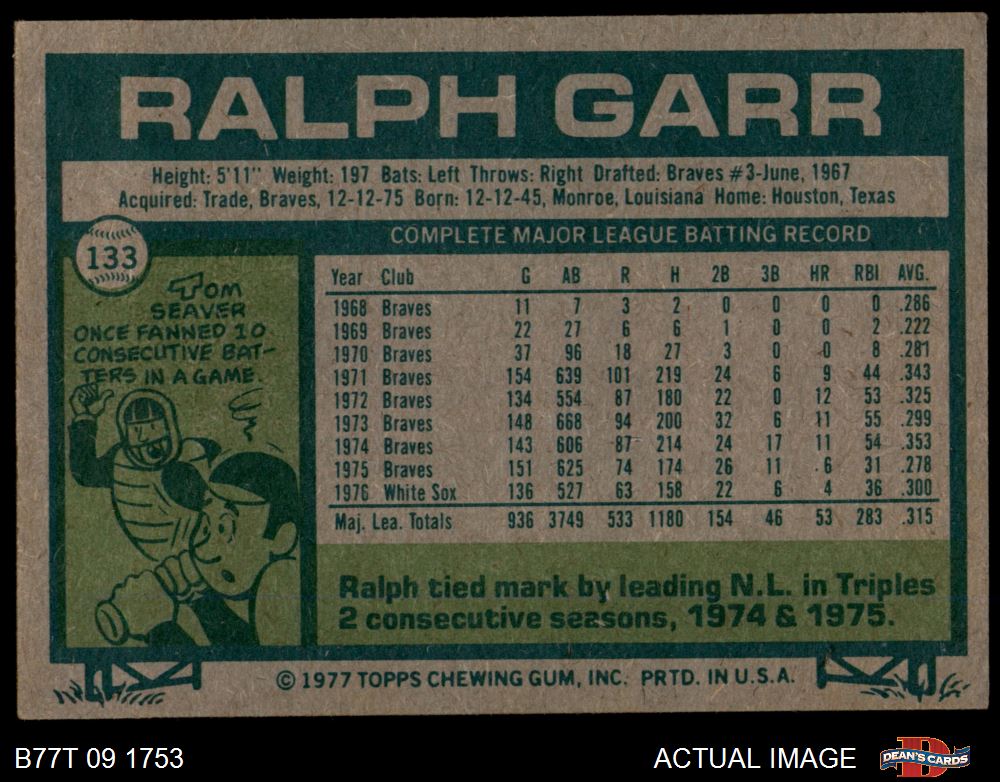 RALPH GARR
Height: 5'11" Weight: 197 Bats: Left Throws: Right Drafted: Braves #3-June, 1967
Acquired: Trade, Braves, 12-12-75 Born: 12-12-45, Monroe, Louisiana Home: Houston, Texas
133
TOM
SEAVER
ONCE FANNED 10
CONSECUTIVE BAT-
TERS IN A GAME
COMPLETE MAJOR LEAGUE BATTING RECORD
Year Club G AB R H 2B 3B HR RBI AVG.
1968 Braves 11 7 3 2 0 0 0 0 .286
1969 Braves 22 27 6 6 1 0 0 2 .222
1970 Braves 37 96 18 27 3 0 0 8 .281
1971 Braves 154 639 101 219 24 6 9 44 .343
1972 Braves 134 554 87 180 22 0 12 53 .325
1973 Braves 148 668 94 200 32 6 11 55 .299
1974 Braves 143 606 87 214 24 17 11 54 .353
1975 Braves 151 625 74 174 26 11 6 31 .278
1976 White Sox 136 527 63 158 22 6 4 36 .300
Maj. Lea. Totals 936 3749 533 1180 154 46 53 283 .315
Ralph tied mark by leading N.L. in Triples
2 consecutive seasons, 1974 & 1975.
© 1977 TOPPS CHEWING GUM, INC. PRTD. IN U.S.A.
B77T 09 1753
ACTUAL IMAGE
DEAN'S CARDS